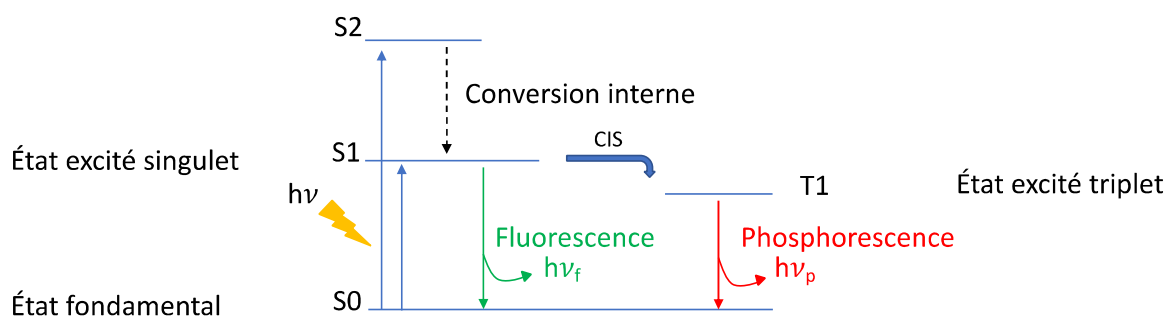 S2
Conversion interne
CIS
État excité singulet
S1
T1
État excité triplet
hν
Fluorescence
hνf
Phosphorescence
hνp
État fondamental
S0